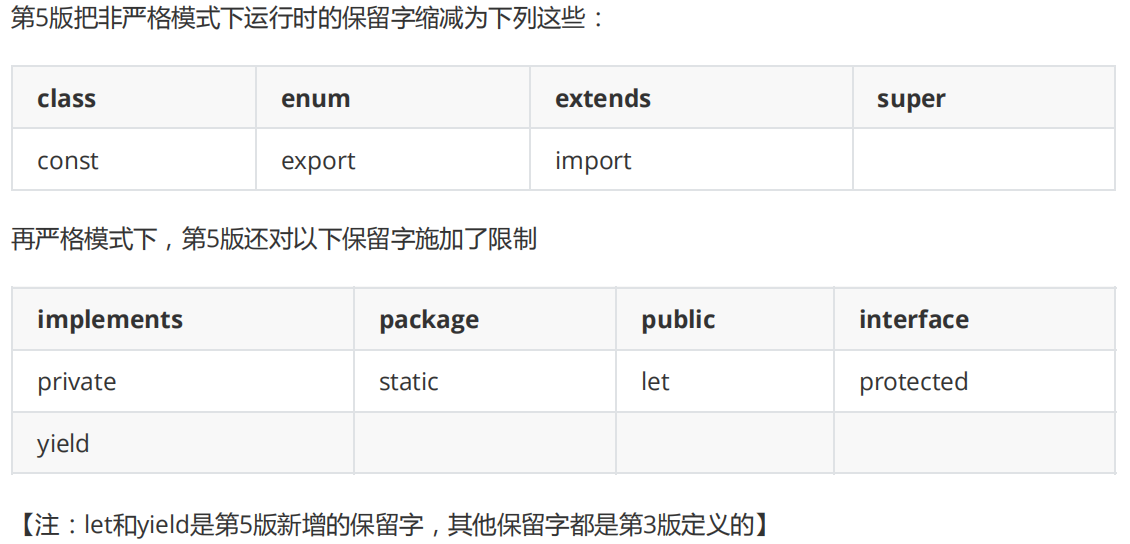 第5版把非严格模式下运行时的保留字缩减为下列这些：
class enum extends super
const export import
再严格模式下，第5版还对以下保留字施加了限制
implements package public interface
private static let protected
yield
【注：let和yield是第5版新增的保留字，其他保留字都是第3版定义的】